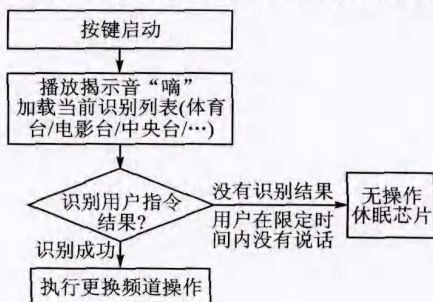 按键启动
播放揭示音“嘀”
加载当前识别列表(体育
台/电影台/中央台/…)
识别用户指令
结果?
没有识别结果
用户在限定时
间内没有说话
无操作
休眠芯片
识别成功
执行更换频道操作